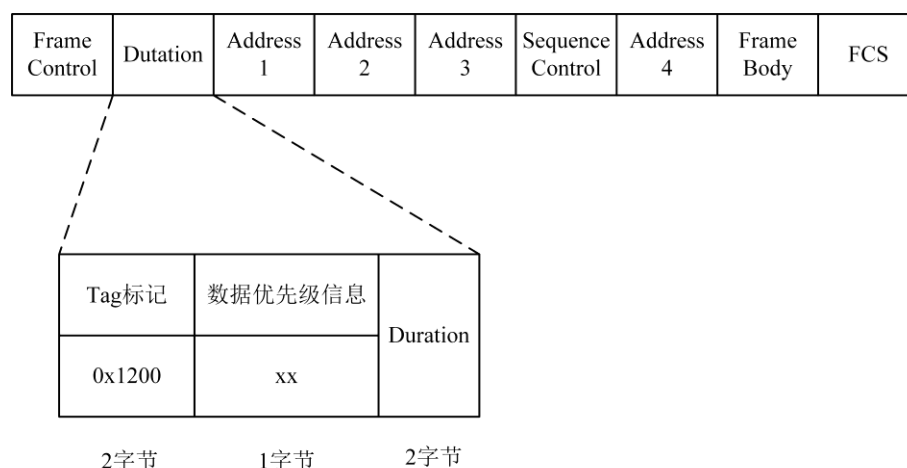 Frame Control
Dutation
Address 1
Address 2
Address 3
Sequence Control
Address 4
Frame Body
FCS
Tag标记
数据优先级信息
Duration
0x1200
xx
2字节
1字节
2字节